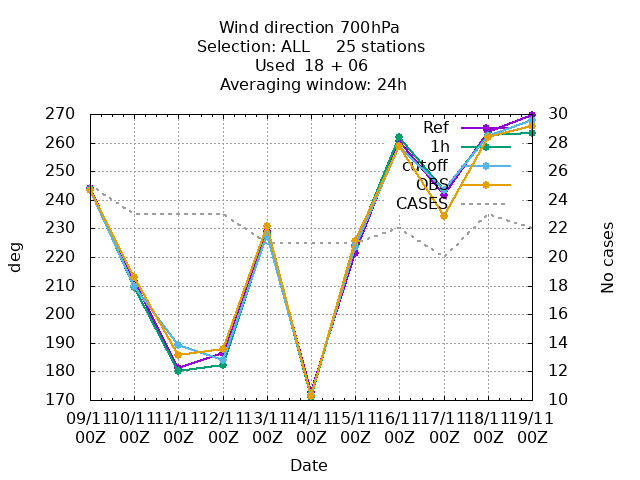 Wind direction 700hPa
Selection: ALL     25 stations
Used  18 + 06
Averaging window: 24h
270
260
250
240
230
220
210
200
190
180
170
deg
30
28
26
24
22
20
18
16
14
12
10
No cases
Ref
1h
cutoff
OBS
CASES
09/11 10/11 11/11 12/11 13/11 14/11 15/11 16/11 17/11 18/11 19/11
00Z 00Z 00Z 00Z 00Z 00Z 00Z 00Z 00Z 00Z 00Z
Date